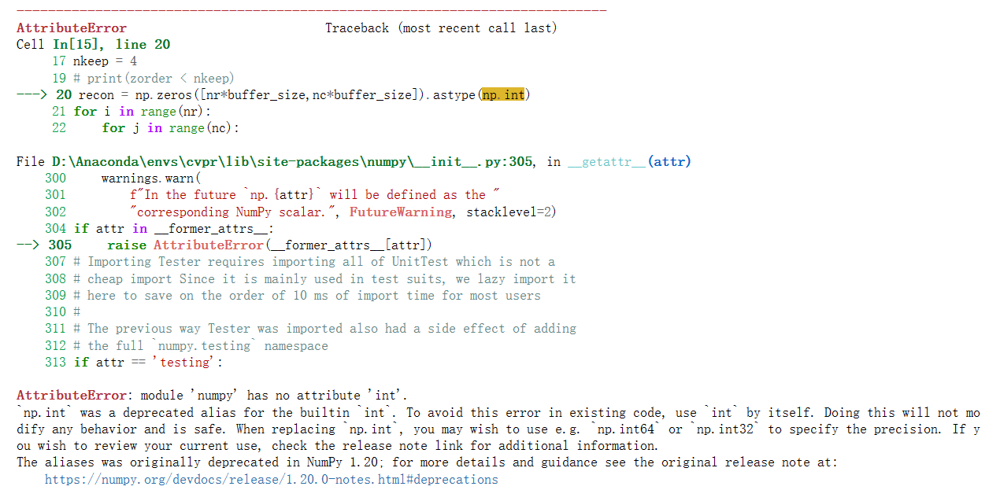 ---------------------------------------------------------------------------
AttributeError                            Traceback (most recent call last)
Cell In[15], line 20
     17 nkeep = 4
     19 # print(zorder < nkeep)
---> 20 recon = np.zeros([nr*buffer_size,nc*buffer_size]).astype(np.int)
     21 for i in range(nr):
     22     for j in range(nc):
File D:\Anaconda\envs\cvpr\lib\site-packages\numpy\__init__.py:305, in __getattr__(attr)
    300     warnings.warn(
    301         f"In the future `np.{attr}` will be defined as the "
    302         "corresponding NumPy scalar.", FutureWarning, stacklevel=2)
    304 if attr in __former_attrs__:
--> 305     raise AttributeError(__former_attrs__[attr])
    307 # Importing Tester requires importing all of UnitTest which is not a
    308 # cheap import Since it is mainly used in test suits, we lazy import it
    309 # here to save on the order of 10 ms of import time for most users
    310 #
    311 # The previous way Tester was imported also had a side effect of adding
    312 # the full `numpy.testing` namespace
    313 if attr == 'testing':
AttributeError: module 'numpy' has no attribute 'int'.
`np.int` was a deprecated alias for the builtin `int`. To avoid this error in existing code, use `int` by itself. Doing this will not mo
dify any behavior and is safe. When replacing `np.int`, you may wish to use e.g. `np.int64` or `np.int32` to specify the precision. If y
ou wish to review your current use, check the release note link for additional information.
The aliases was originally deprecated in NumPy 1.20; for more details and guidance see the original release note at:
    https://numpy.org/devdocs/release/1.20.0-notes.html#deprecations